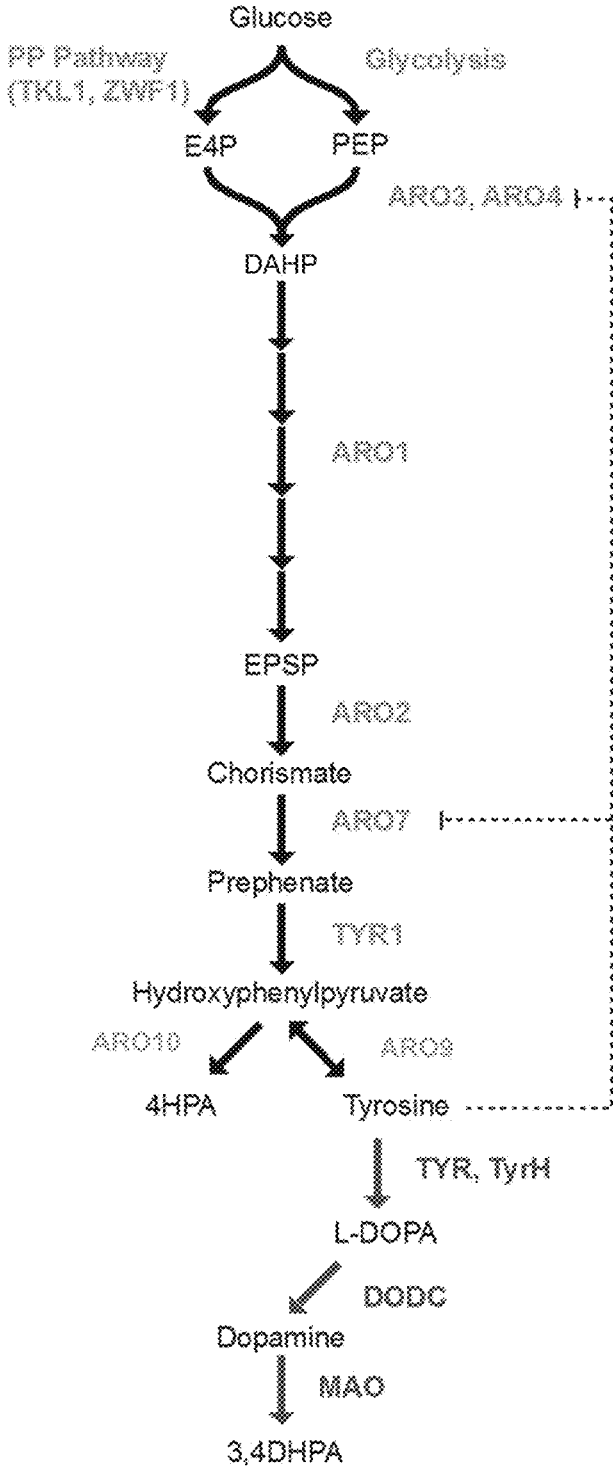 Glucose
PP Pathway
(TKL1, ZWF1)
Glycolysis
E4P
PEP
ARO3, ARO4
DAHP
ARO1
EPSP
ARO2
Chorismate
ARO7
Prephenate
TYR1
Hydroxyphenylpyruvate
ARO10
ARO9
4HPA
Tyrosine
TYR, TyrH
L-DOPA
DODC
Dopamine
MAO
3,4DHPA